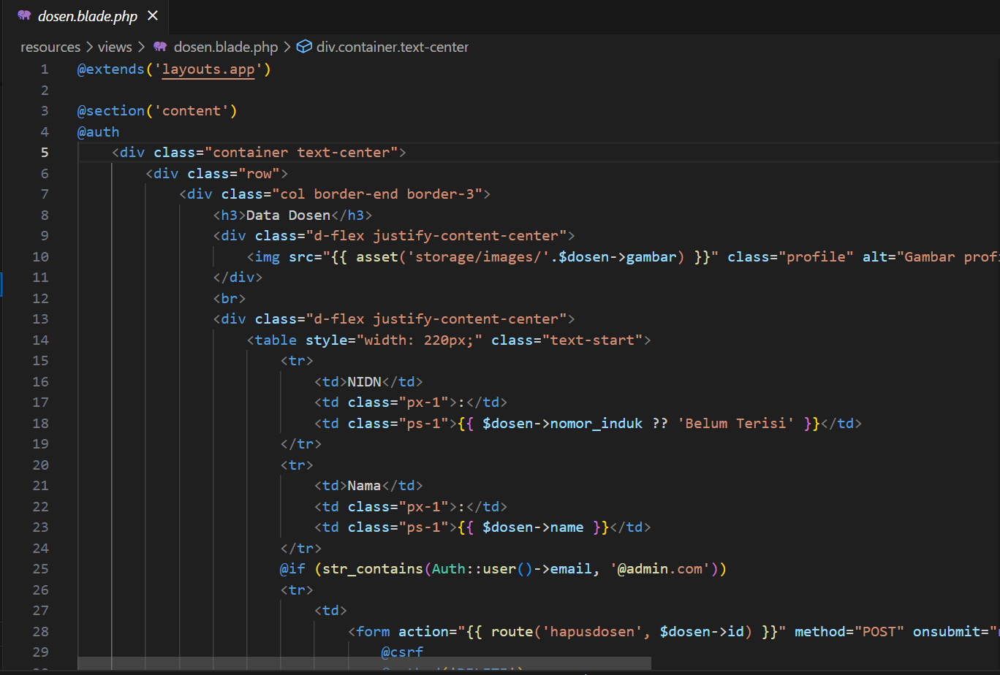 dosen.blade.php
resources > views > dosen.blade.php > div.container.text-center
1 @extends('layouts.app')
2
3 @section('content')
4 @auth
5 <div class="container text-center">
6 <div class="row">
7 <div class="col border-end border-3">
8 <h3>Data Dosen</h3>
9 <div class="d-flex justify-content-center">
10 <img src="{{ asset('storage/images/'.$dosen->gambar) }}" class="profile" alt="Gambar prof
11 </div>
12 <br>
13 <div class="d-flex justify-content-center">
14 <table style="width: 220px;" class="text-start">
15 <tr>
16 <td>NIDN</td>
17 <td class="px-1">:</td>
18 <td class="ps-1">{{ $dosen->nomor_induk ?? 'Belum Terisi' }}</td>
19 </tr>
20 <tr>
21 <td>Nama</td>
22 <td class="px-1">:</td>
23 <td class="ps-1">{{ $dosen->name }}</td>
24 </tr>
25 @if (str_contains(Auth::user()->email, '@admin.com'))
26 <tr>
27 <td>
28 <form action="{{ route('hapusdosen', $dosen->id) }}" method="POST" onsubmit="
29 @csrf